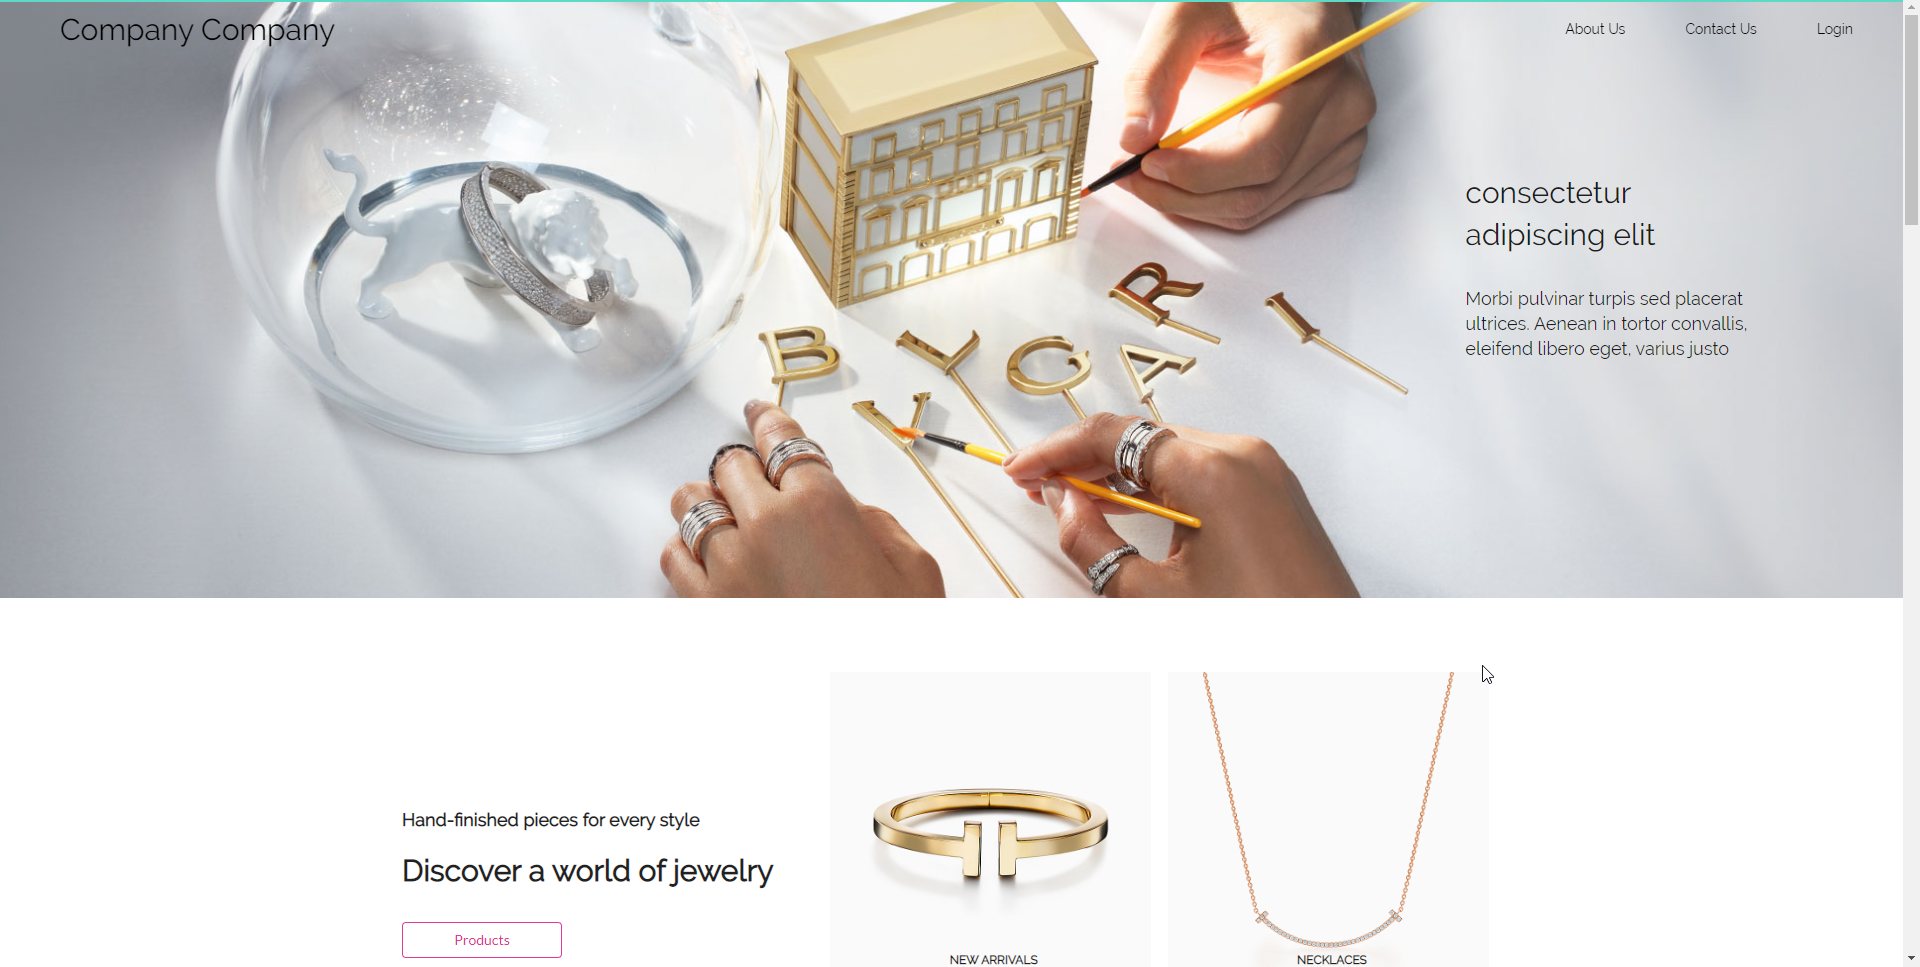 Company Company
About Us
Contact Us
Login
consectetur
adipiscing elit
Morbi pulvinar turpis sed placerat
ultrices. Aenean in tortor convallis,
eleifend libero eget, varius justo
B
V
Y
L
G
A
R
I
Hand-finished pieces for every style
Discover a world of jewelry
Products
NEW ARRIVALS
NECKLACES